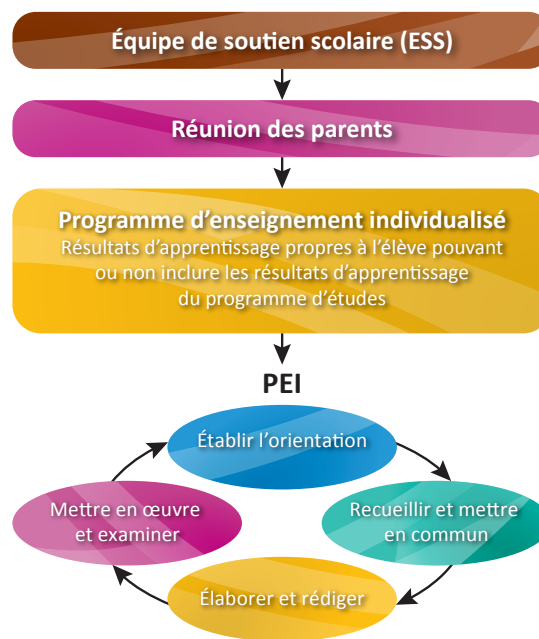 Équipe de soutien scolaire (ESS)
Réunion des parents
Programme d’enseignement individualisé
Résultats d’apprentissage propres à l’élève pouvant
ou non inclure les résultats d’apprentissage
du programme d’études
PEI
Établir l’orientation
Recueillir et mettre
en commun
Élaborer et rédiger
Mettre en œuvre
et examiner